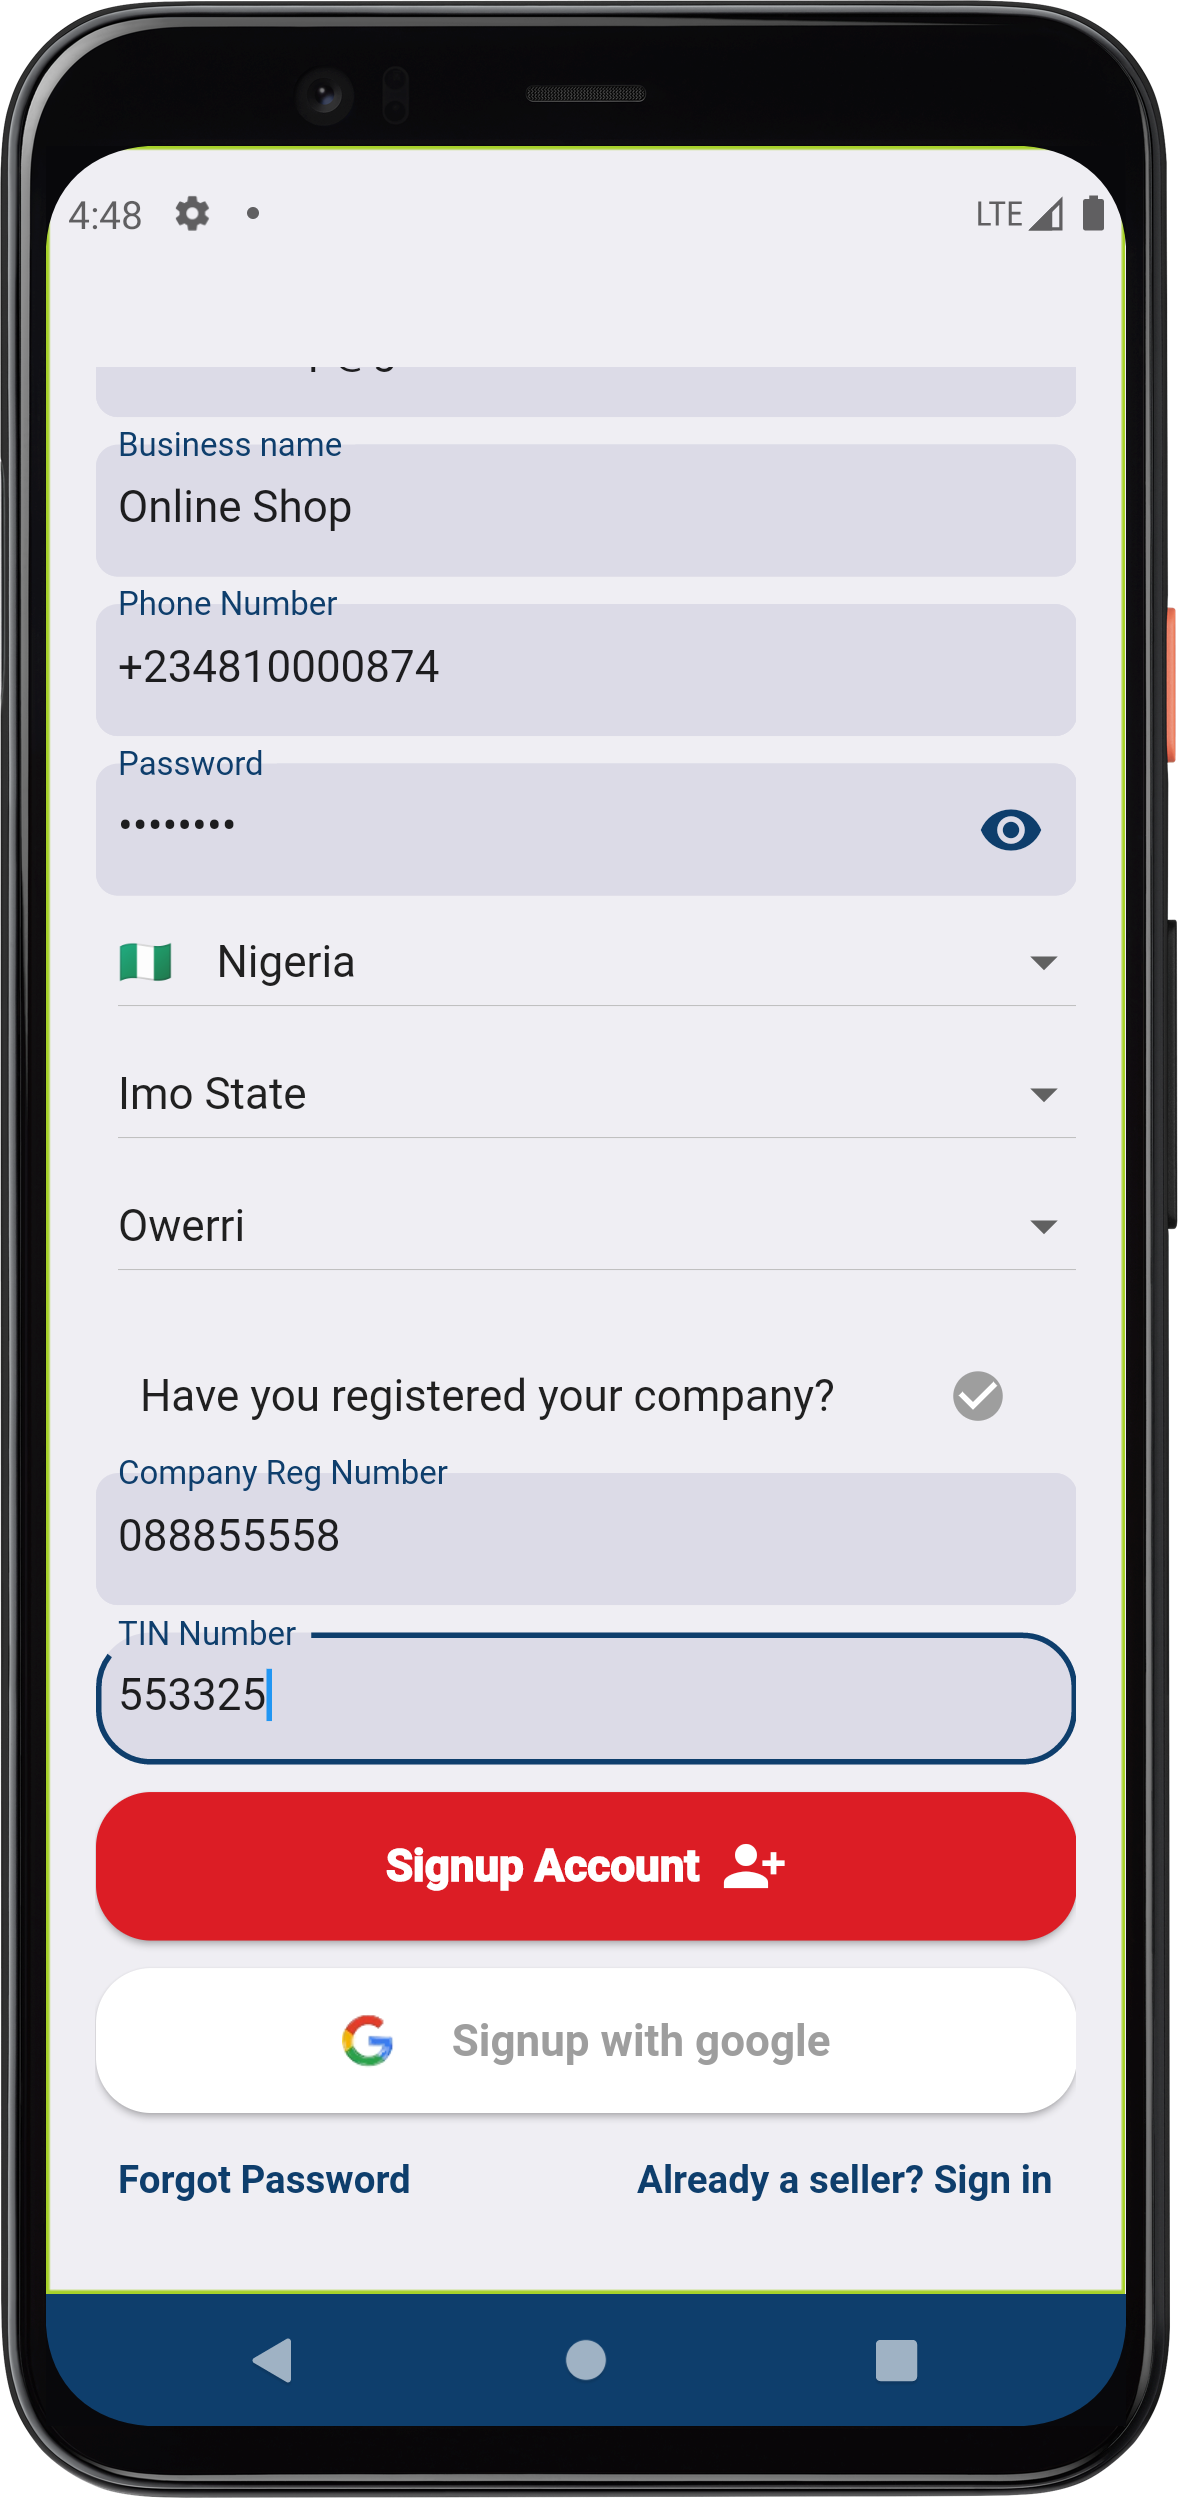 4:48 LTE
Business name
Online Shop
Phone Number
+234810000874
Password
••••••••
Nigeria
Imo State
Owerri
Have you registered your company?
Company Reg Number
088855558
TIN Number
553325
Signup Account
Signup with google
Forgot Password Already a seller? Sign in